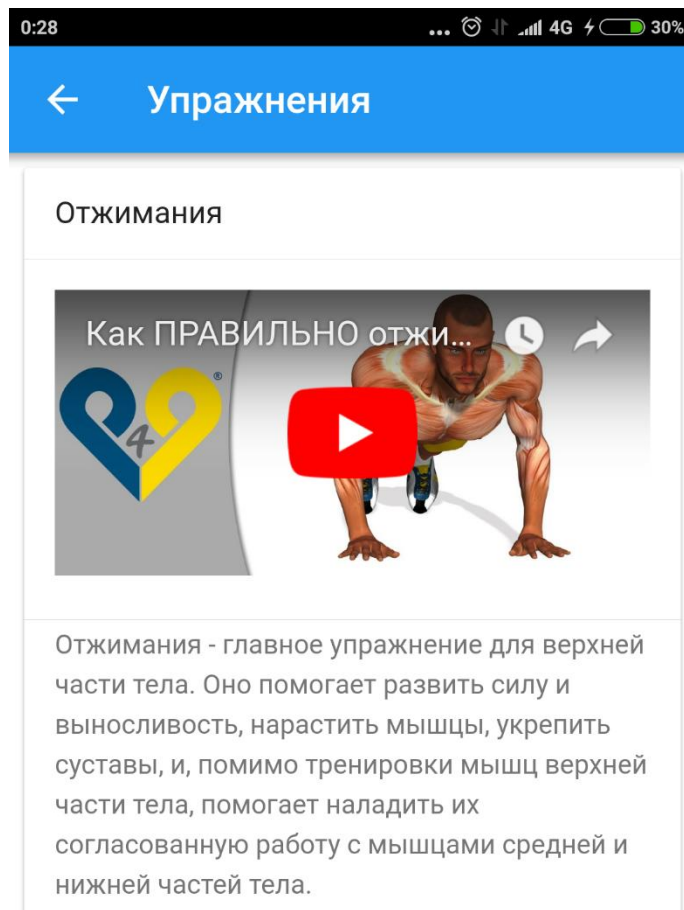 0:28 ... 4G 30%
Упражнения
Отжимания
Как ПРАВИЛЬНО отжи...
®
4
Отжимания - главное упражнение для верхней
части тела. Оно помогает развить силу и
выносливость, нарастить мышцы, укрепить
суставы, и, помимо тренировки мышц верхней
части тела, помогает наладить их
согласованную работу с мышцами средней и
нижней частей тела.